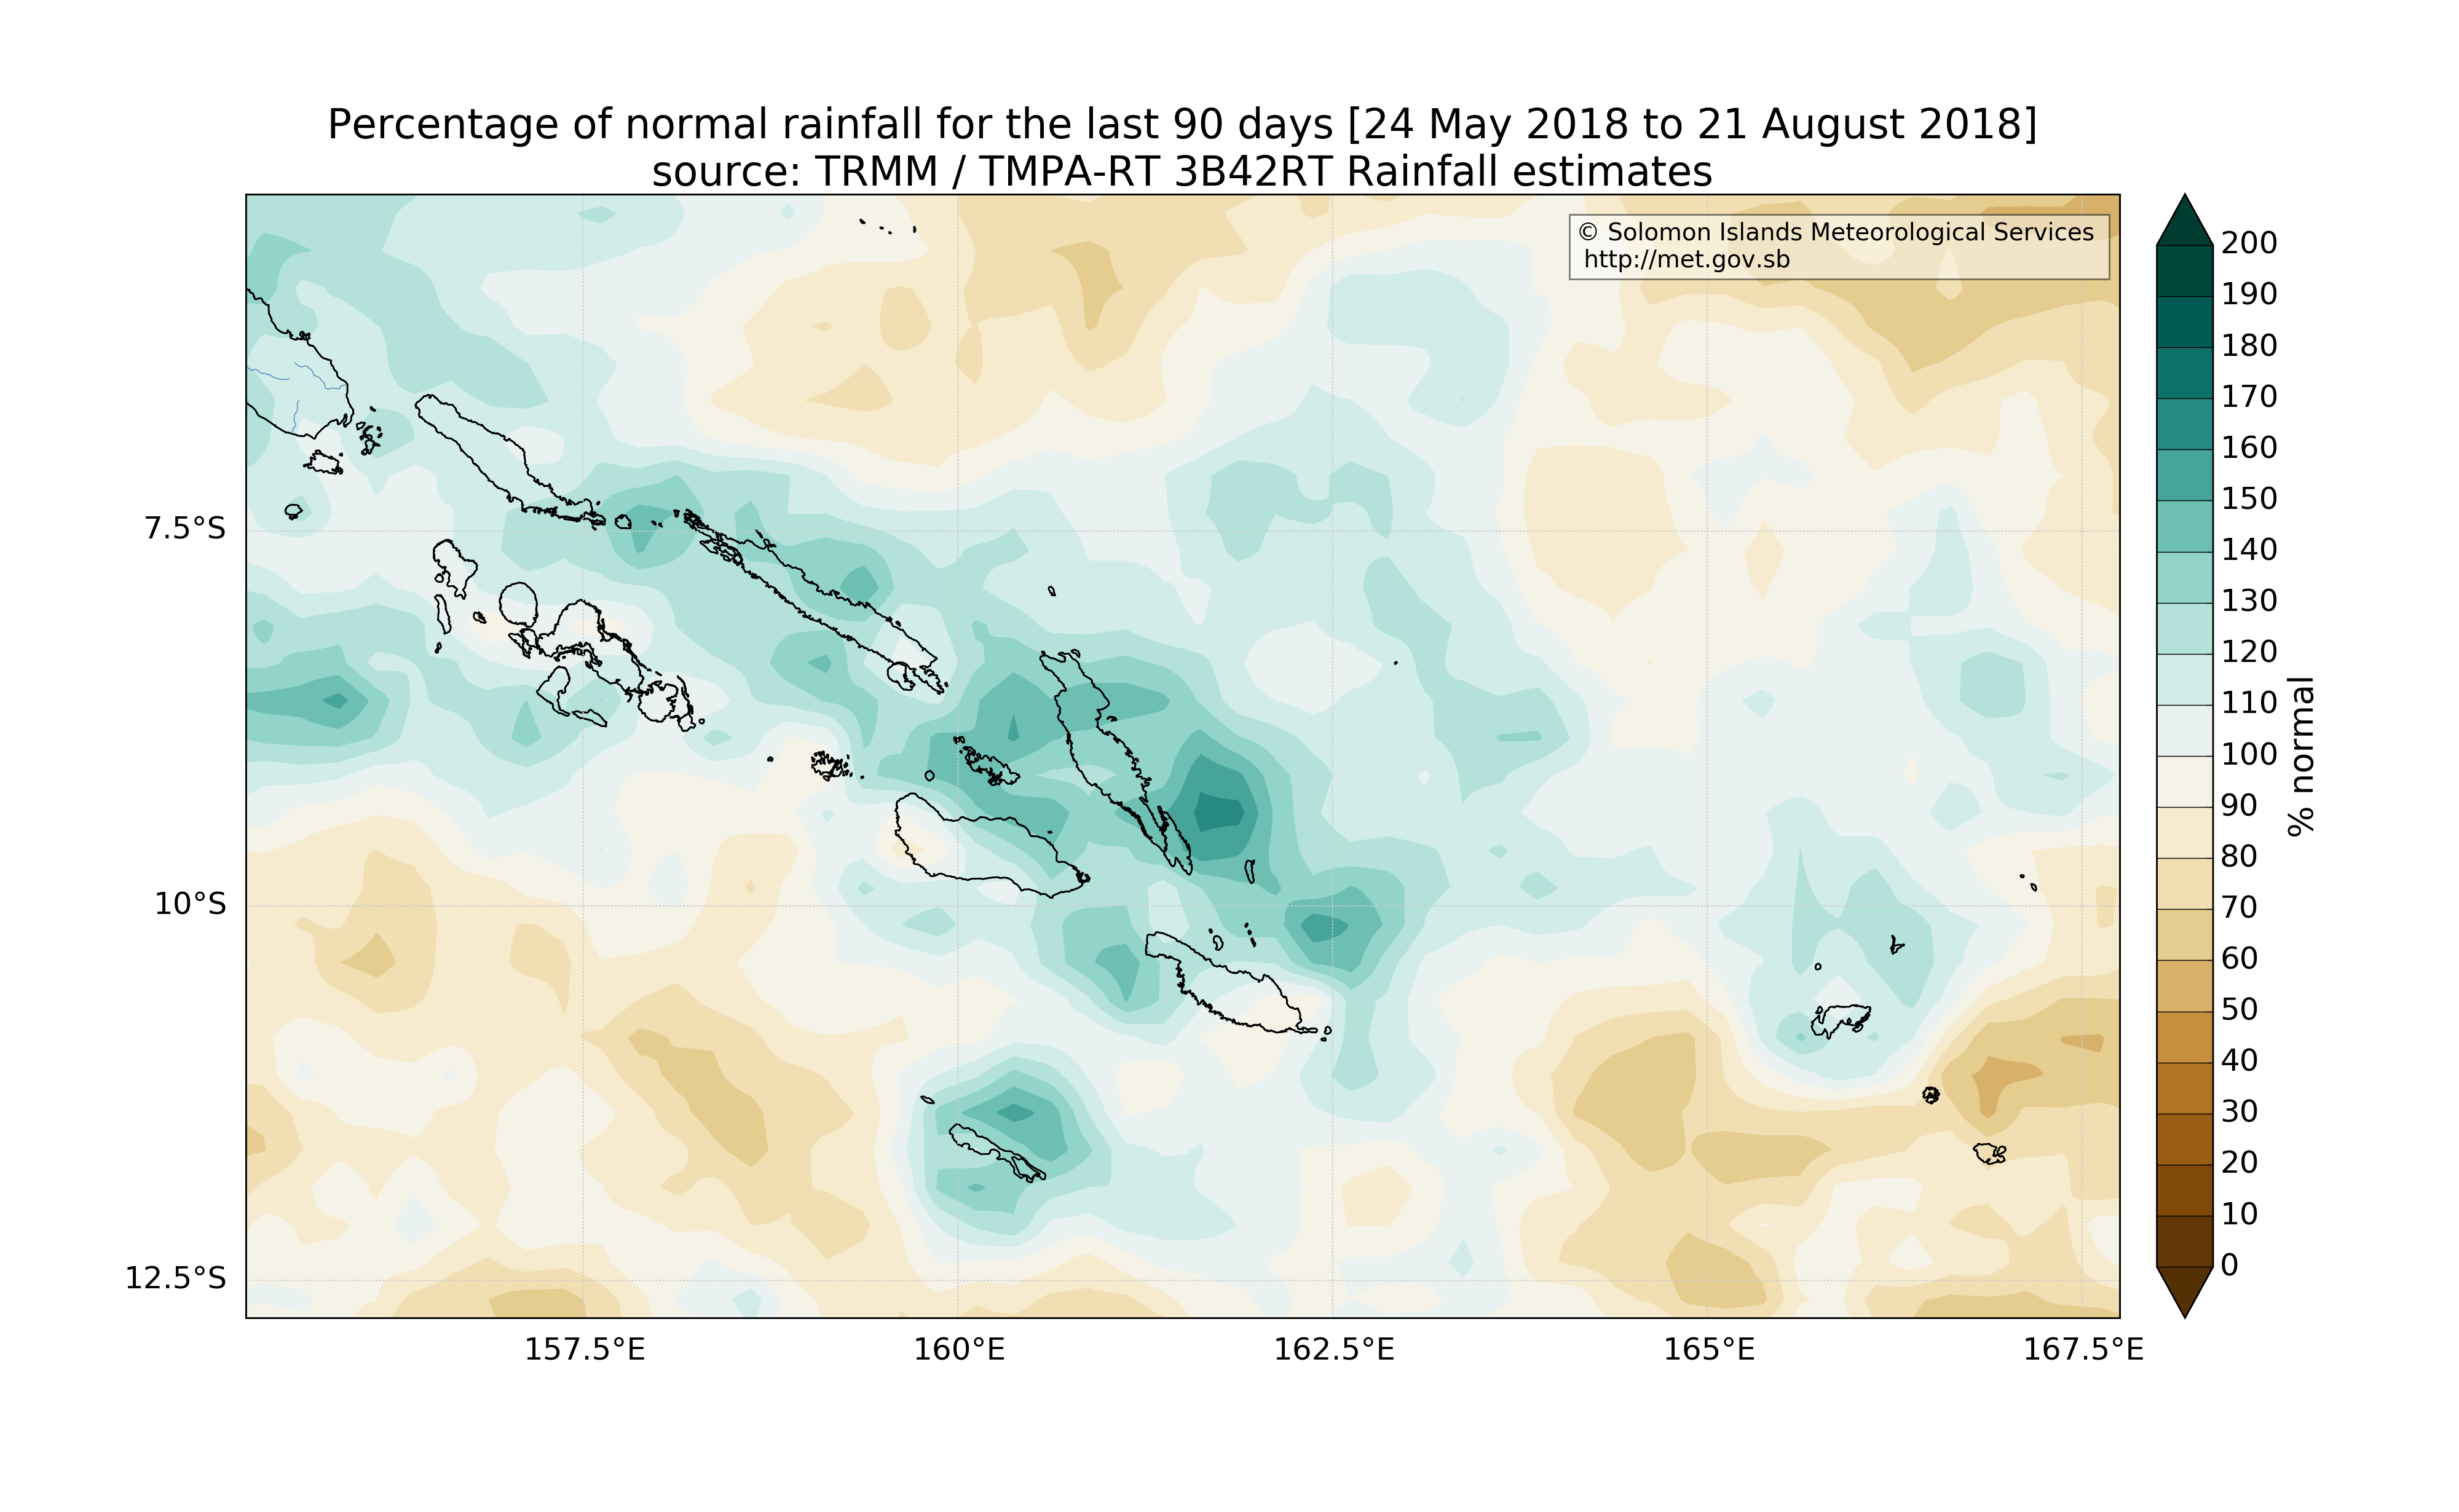 Percentage of normal rainfall for the last 90 days [24 May 2018 to 21 August 2018]
source: TRMM / TMPA-RT 3B42RT Rainfall estimates
© Solomon Islands Meteorological Services
http://met.gov.sb
7.5°S
10°S
12.5°S
157.5°E
160°E
162.5°E
165°E
167.5°E
200
190
180
170
160
150
140
130
120
110
100
90
80
70
60
50
40
30
20
10
0
% normal